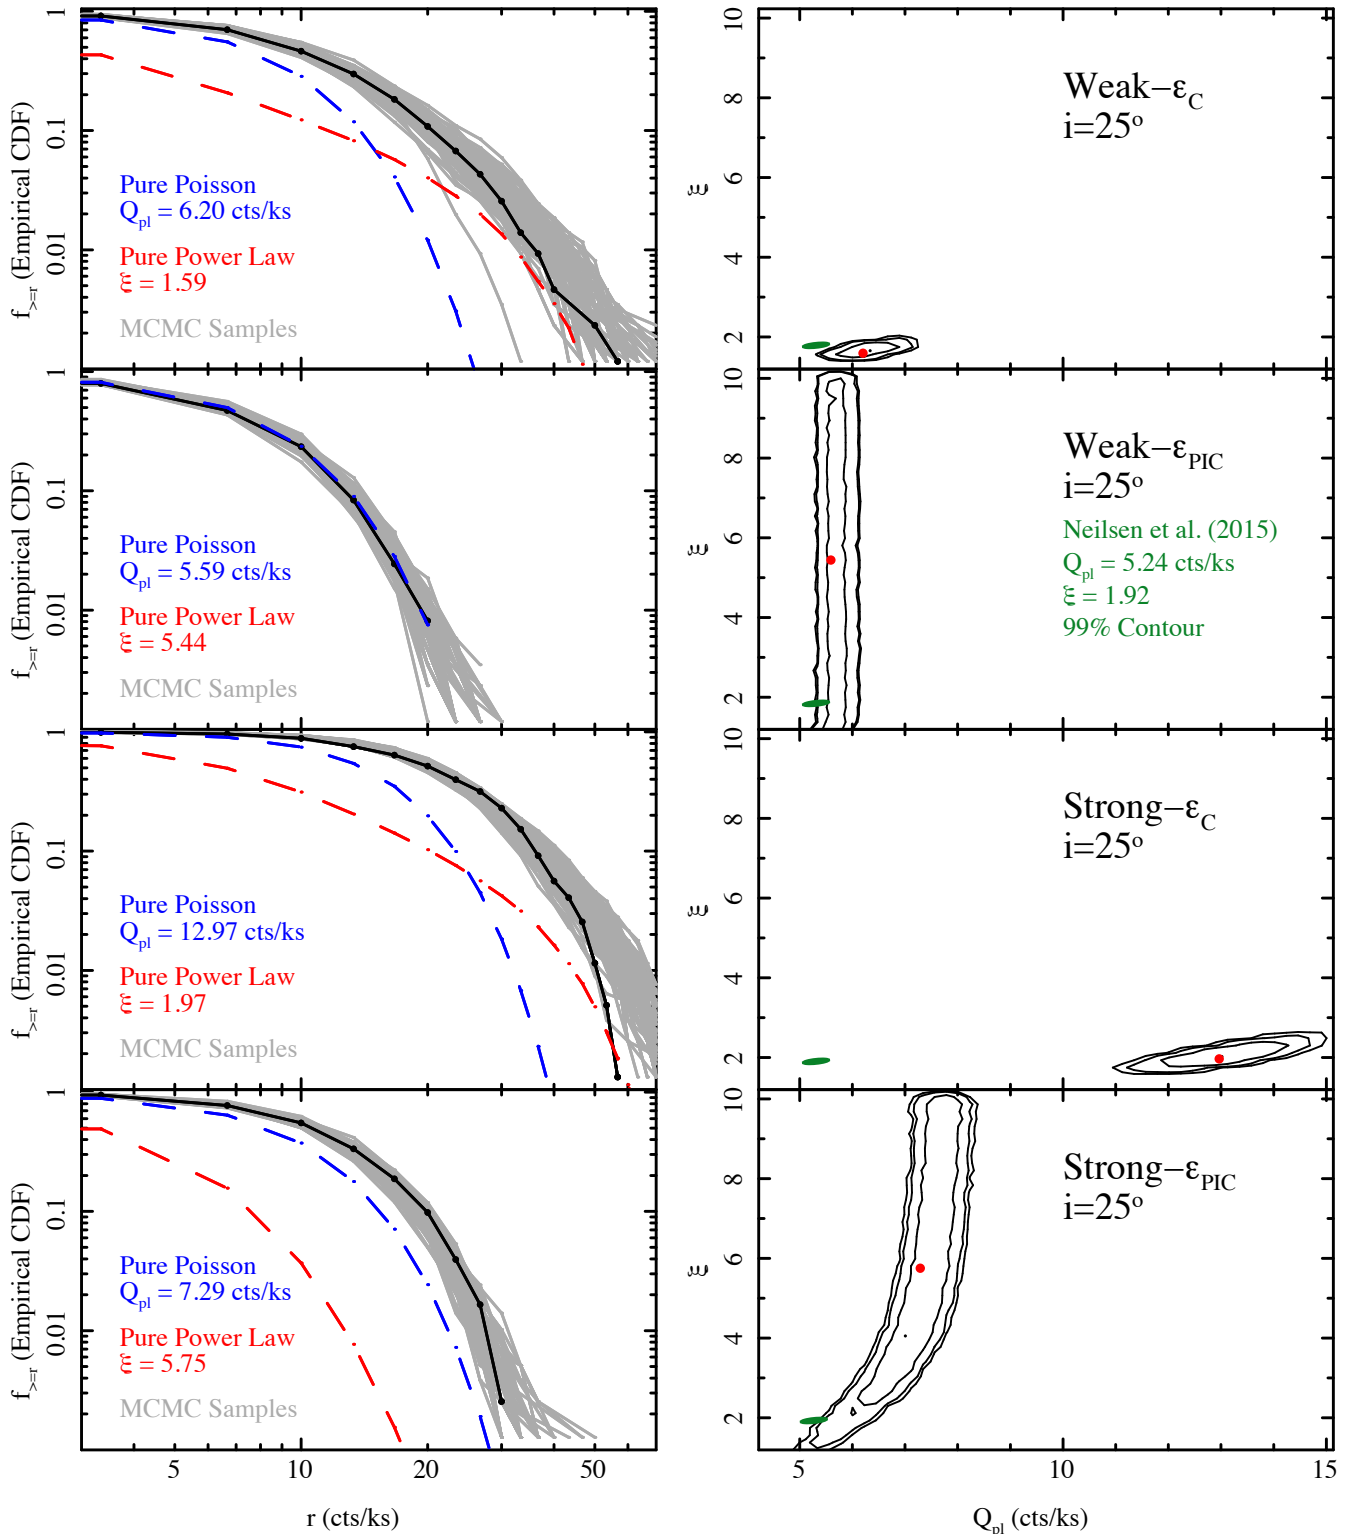 f>=r (Empirical CDF)
1
0.1
0.01
Pure Poisson
Qpl = 6.20 cts/ks
Pure Power Law
ξ = 1.59
MCMC Samples
ξ
10
8
6
4
2
Weak−εC
i=25°
f>=r (Empirical CDF)
1
0.1
0.01
Pure Poisson
Qpl = 5.59 cts/ks
Pure Power Law
ξ = 5.44
MCMC Samples
ξ
10
8
6
4
2
Weak−εPIC
i=25°
Neilsen et al. (2015)
Qpl = 5.24 cts/ks
ξ = 1.92
99% Contour
f>=r (Empirical CDF)
1
0.1
0.01
Pure Poisson
Qpl = 12.97 cts/ks
Pure Power Law
ξ = 1.97
MCMC Samples
ξ
10
8
6
4
2
Strong−εC
i=25°
f>=r (Empirical CDF)
1
0.1
0.01
Pure Poisson
Qpl = 7.29 cts/ks
Pure Power Law
ξ = 5.75
MCMC Samples
5 10 20 50
r (cts/ks)
ξ
10
8
6
4
2
Strong−εPIC
i=25°
5 10 15
Qpl (cts/ks)